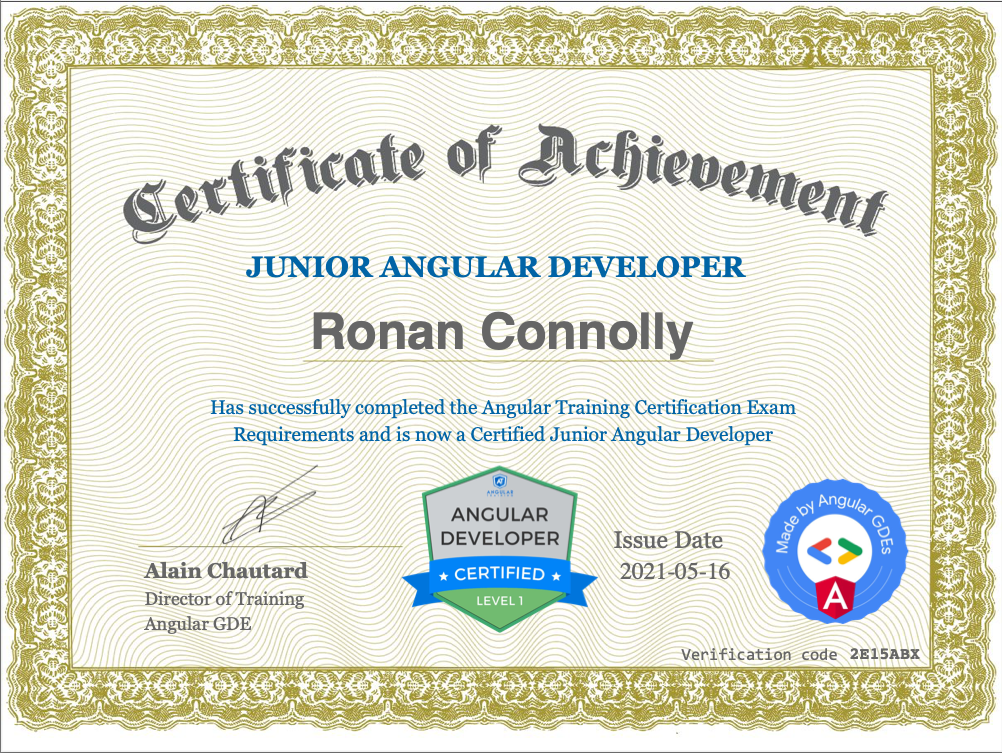 Certificate of Achievement
JUNIOR ANGULAR DEVELOPER
Ronan Connolly
Has successfully completed the Angular Training Certification Exam
Requirements and is now a Certified Junior Angular Developer
Alain Chautard
Director of Training
Angular GDE
ANGULAR
TRAINING
ANGULAR
DEVELOPER
★ CERTIFIED ★
LEVEL 1
Issue Date
2021-05-16
Made by Angular GDEs
A
Verification code 2E15ABX